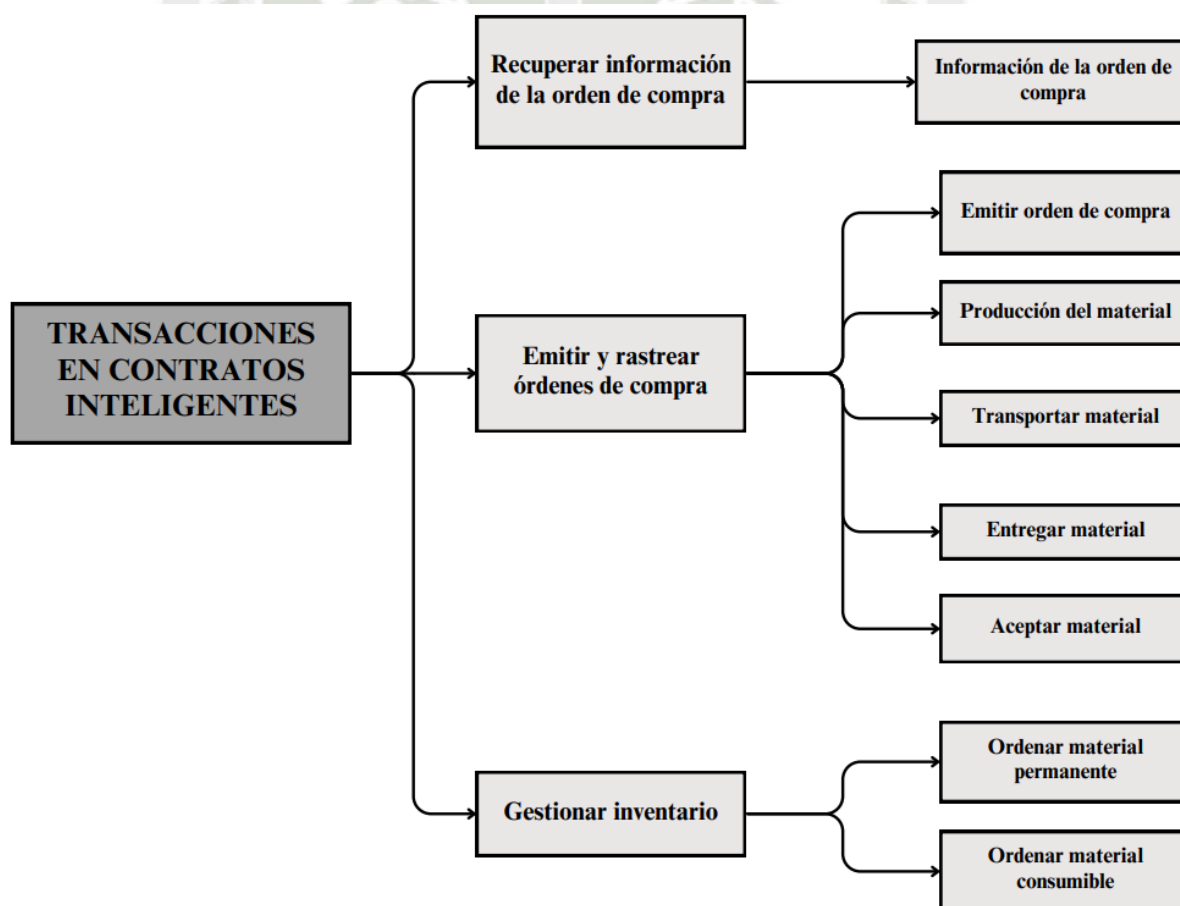 Recuperar información
de la orden de compra
Información de la orden de
compra
Emitir orden de compra
Producción del material
TRANSACCIONES
EN CONTRATOS
INTELIGENTES
Emitir y rastrear
órdenes de compra
Transportar material
Entregar material
Aceptar material
Gestionar inventario
Ordenar material
permanente
Ordenar material
consumible